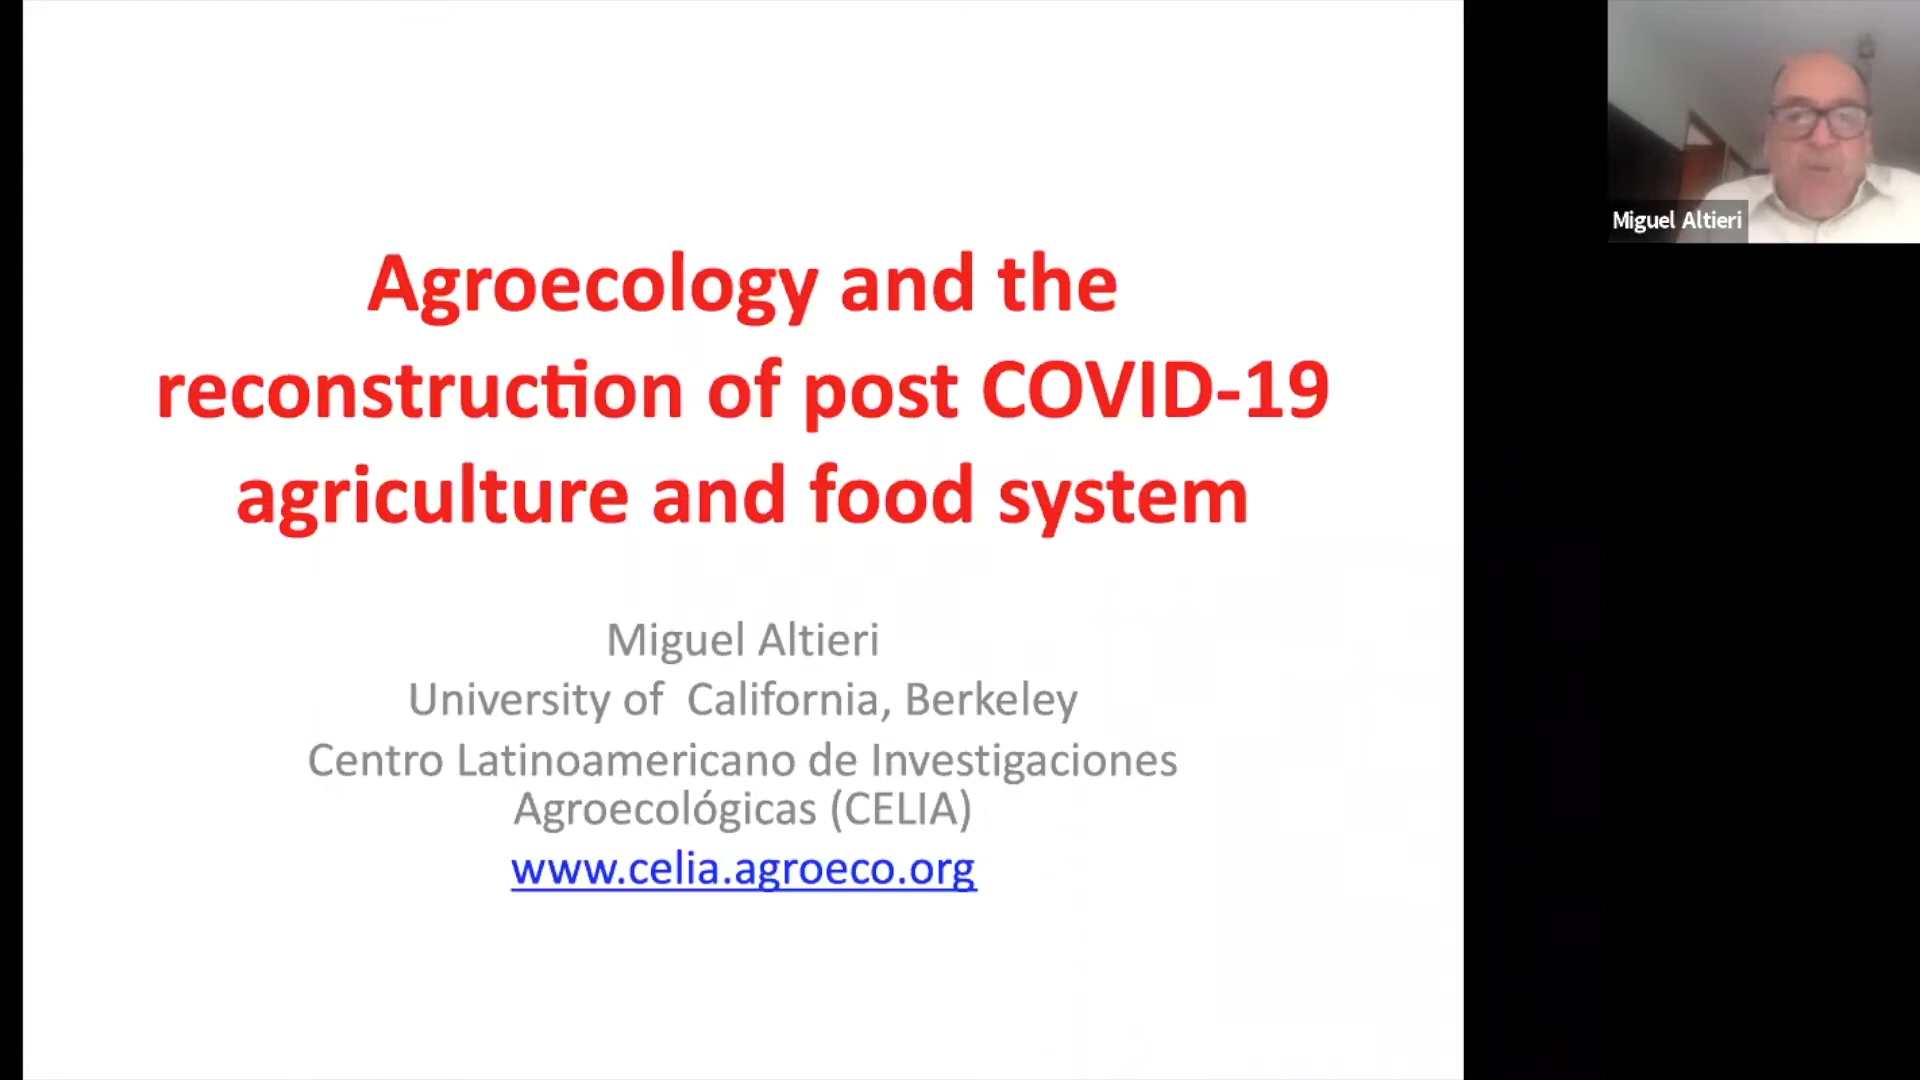 Agroecology and the
reconstruction of post COVID-19
agriculture and food system
Miguel Altieri
University of California, Berkeley
Centro Latinoamericano de Investigaciones
Agroecológicas (CELIA)
www.celia.agroeco.org
Miguel Altieri